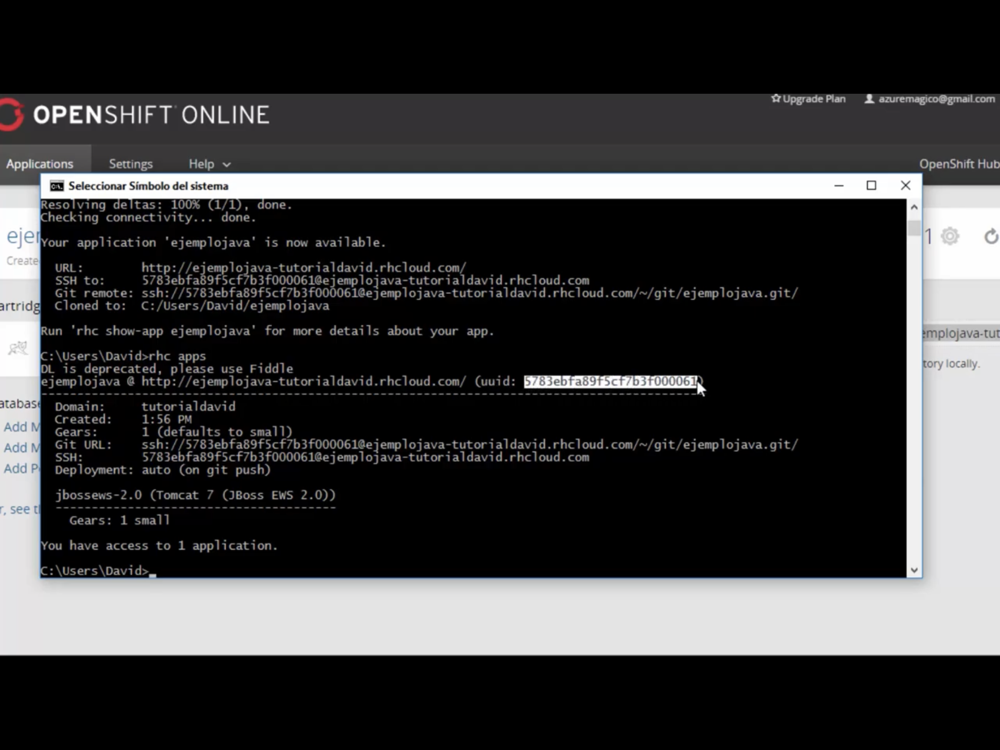 Upgrade Plan azuremagico@gmail.com
OPENSHIFT ONLINE
Applications Settings Help OpenShift Hub
Seleccionar Símbolo del sistema
Resolving deltas: 100% (1/1), done.
Checking connectivity... done.
ejer
Your application 'ejemplojava' is now available.
1
Create
URL: http://ejemplojava-tutorialdavid.rhcloud.com/
SSH to: 5783ebfa89f5cf7b3f000061@ejemplojava-tutorialdavid.rhcloud.com
Git remote: ssh://5783ebfa89f5cf7b3f000061@ejemplojava-tutorialdavid.rhcloud.com/~/git/ejemplojava.git/
Cloned to: C:/Users/David/ejemplojava
artridg
Run 'rhc show-app ejemplojava' for more details about your app.
emplojava-tut
C:\Users\David>rhc apps
tory locally.
DL is deprecated, please use Fiddle
ejemplojava @ http://ejemplojava-tutorialdavid.rhcloud.com/ (uuid: 5783ebfa89f5cf7b3f000061)
--------------------------------------------------------------------------------------------
Domain: tutorialdavid
atabase
Created: 1:56 PM
Add M
Gears: 1 (defaults to small)
Git URL: ssh://5783ebfa89f5cf7b3f000061@ejemplojava-tutorialdavid.rhcloud.com/~/git/ejemplojava.git/
Add M
SSH: 5783ebfa89f5cf7b3f000061@ejemplojava-tutorialdavid.rhcloud.com
Add P
Deployment: auto (on git push)
jbossews-2.0 (Tomcat 7 (JBoss EWS 2.0))
---------------------------------------
r, see t
Gears: 1 small
You have access to 1 application.
C:\Users\David>_